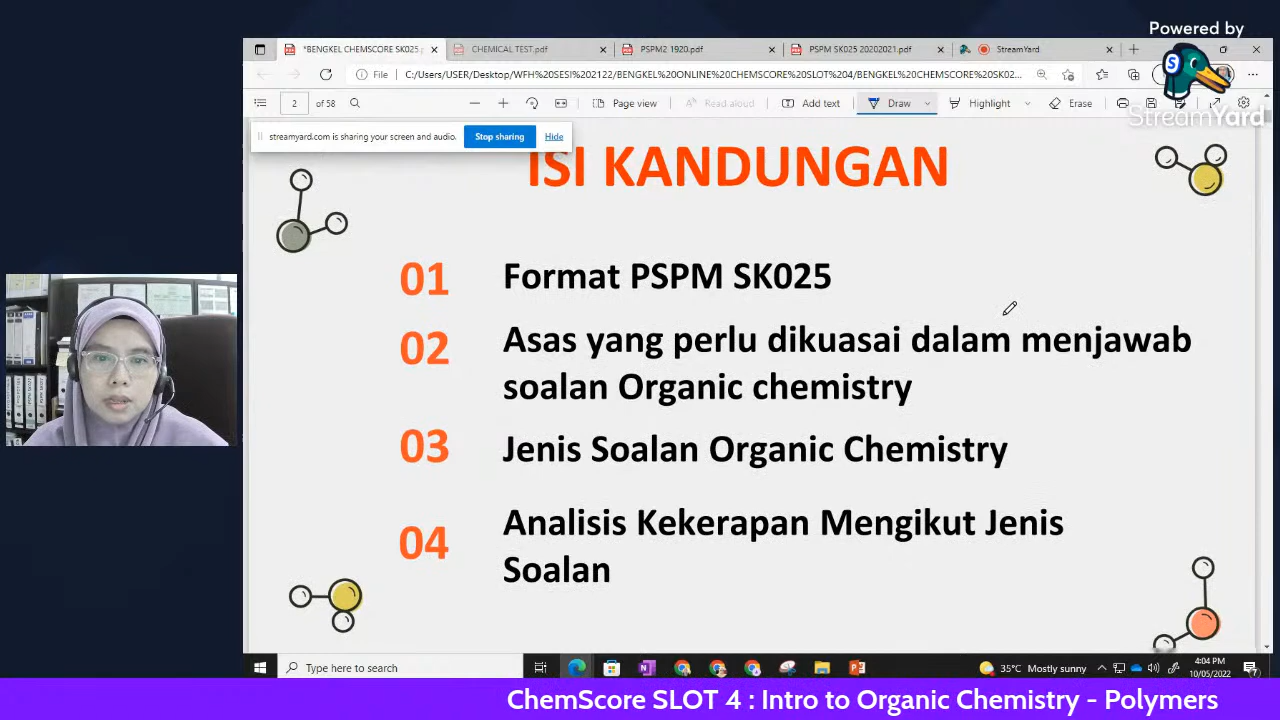 Powered by
StreamYard
*BENGKEL CHEMSCORE SK025.p
CHEMICAL TEST.pdf
PSPM2 1920.pdf
PSPM SK025 20202021.pdf
StreamYard
File
C:/Users/USER/Desktop/WFH%20SESI%202122/BENGKEL%20ONLINE%20CHEMSCORE%20SLOT%204/BENGKEL%20CHEMSCORE%20SK02...
2 of 58
Page view
Read aloud
Add text
Draw
Highlight
Erase
streamyard.com is sharing your screen and audio.
Stop sharing
Hide
ISI KANDUNGAN
01 Format PSPM SK025
02 Asas yang perlu dikuasai dalam menjawab
soalan Organic chemistry
03 Jenis Soalan Organic Chemistry
04 Analisis Kekerapan Mengikut Jenis
Soalan
Type here to search
35°C Mostly sunny
4:04 PM
10/05/2022
ChemScore SLOT 4 : Intro to Organic Chemistry - Polymers